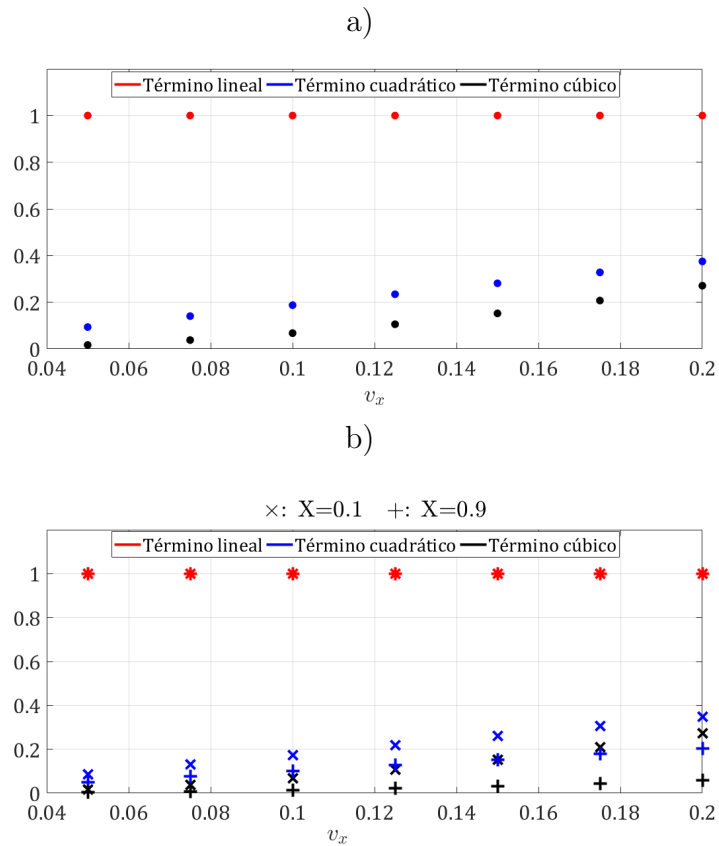 a)
Término lineal Término cuadrático Término cúbico
1
0.8
0.6
0.4
0.2
0
0.04 0.06 0.08 0.1 0.12 0.14 0.16 0.18 0.2
v_x
b)
×: X=0.1 +: X=0.9
Término lineal Término cuadrático Término cúbico
1
0.8
0.6
0.4
0.2
0
0.04 0.06 0.08 0.1 0.12 0.14 0.16 0.18 0.2
v_x